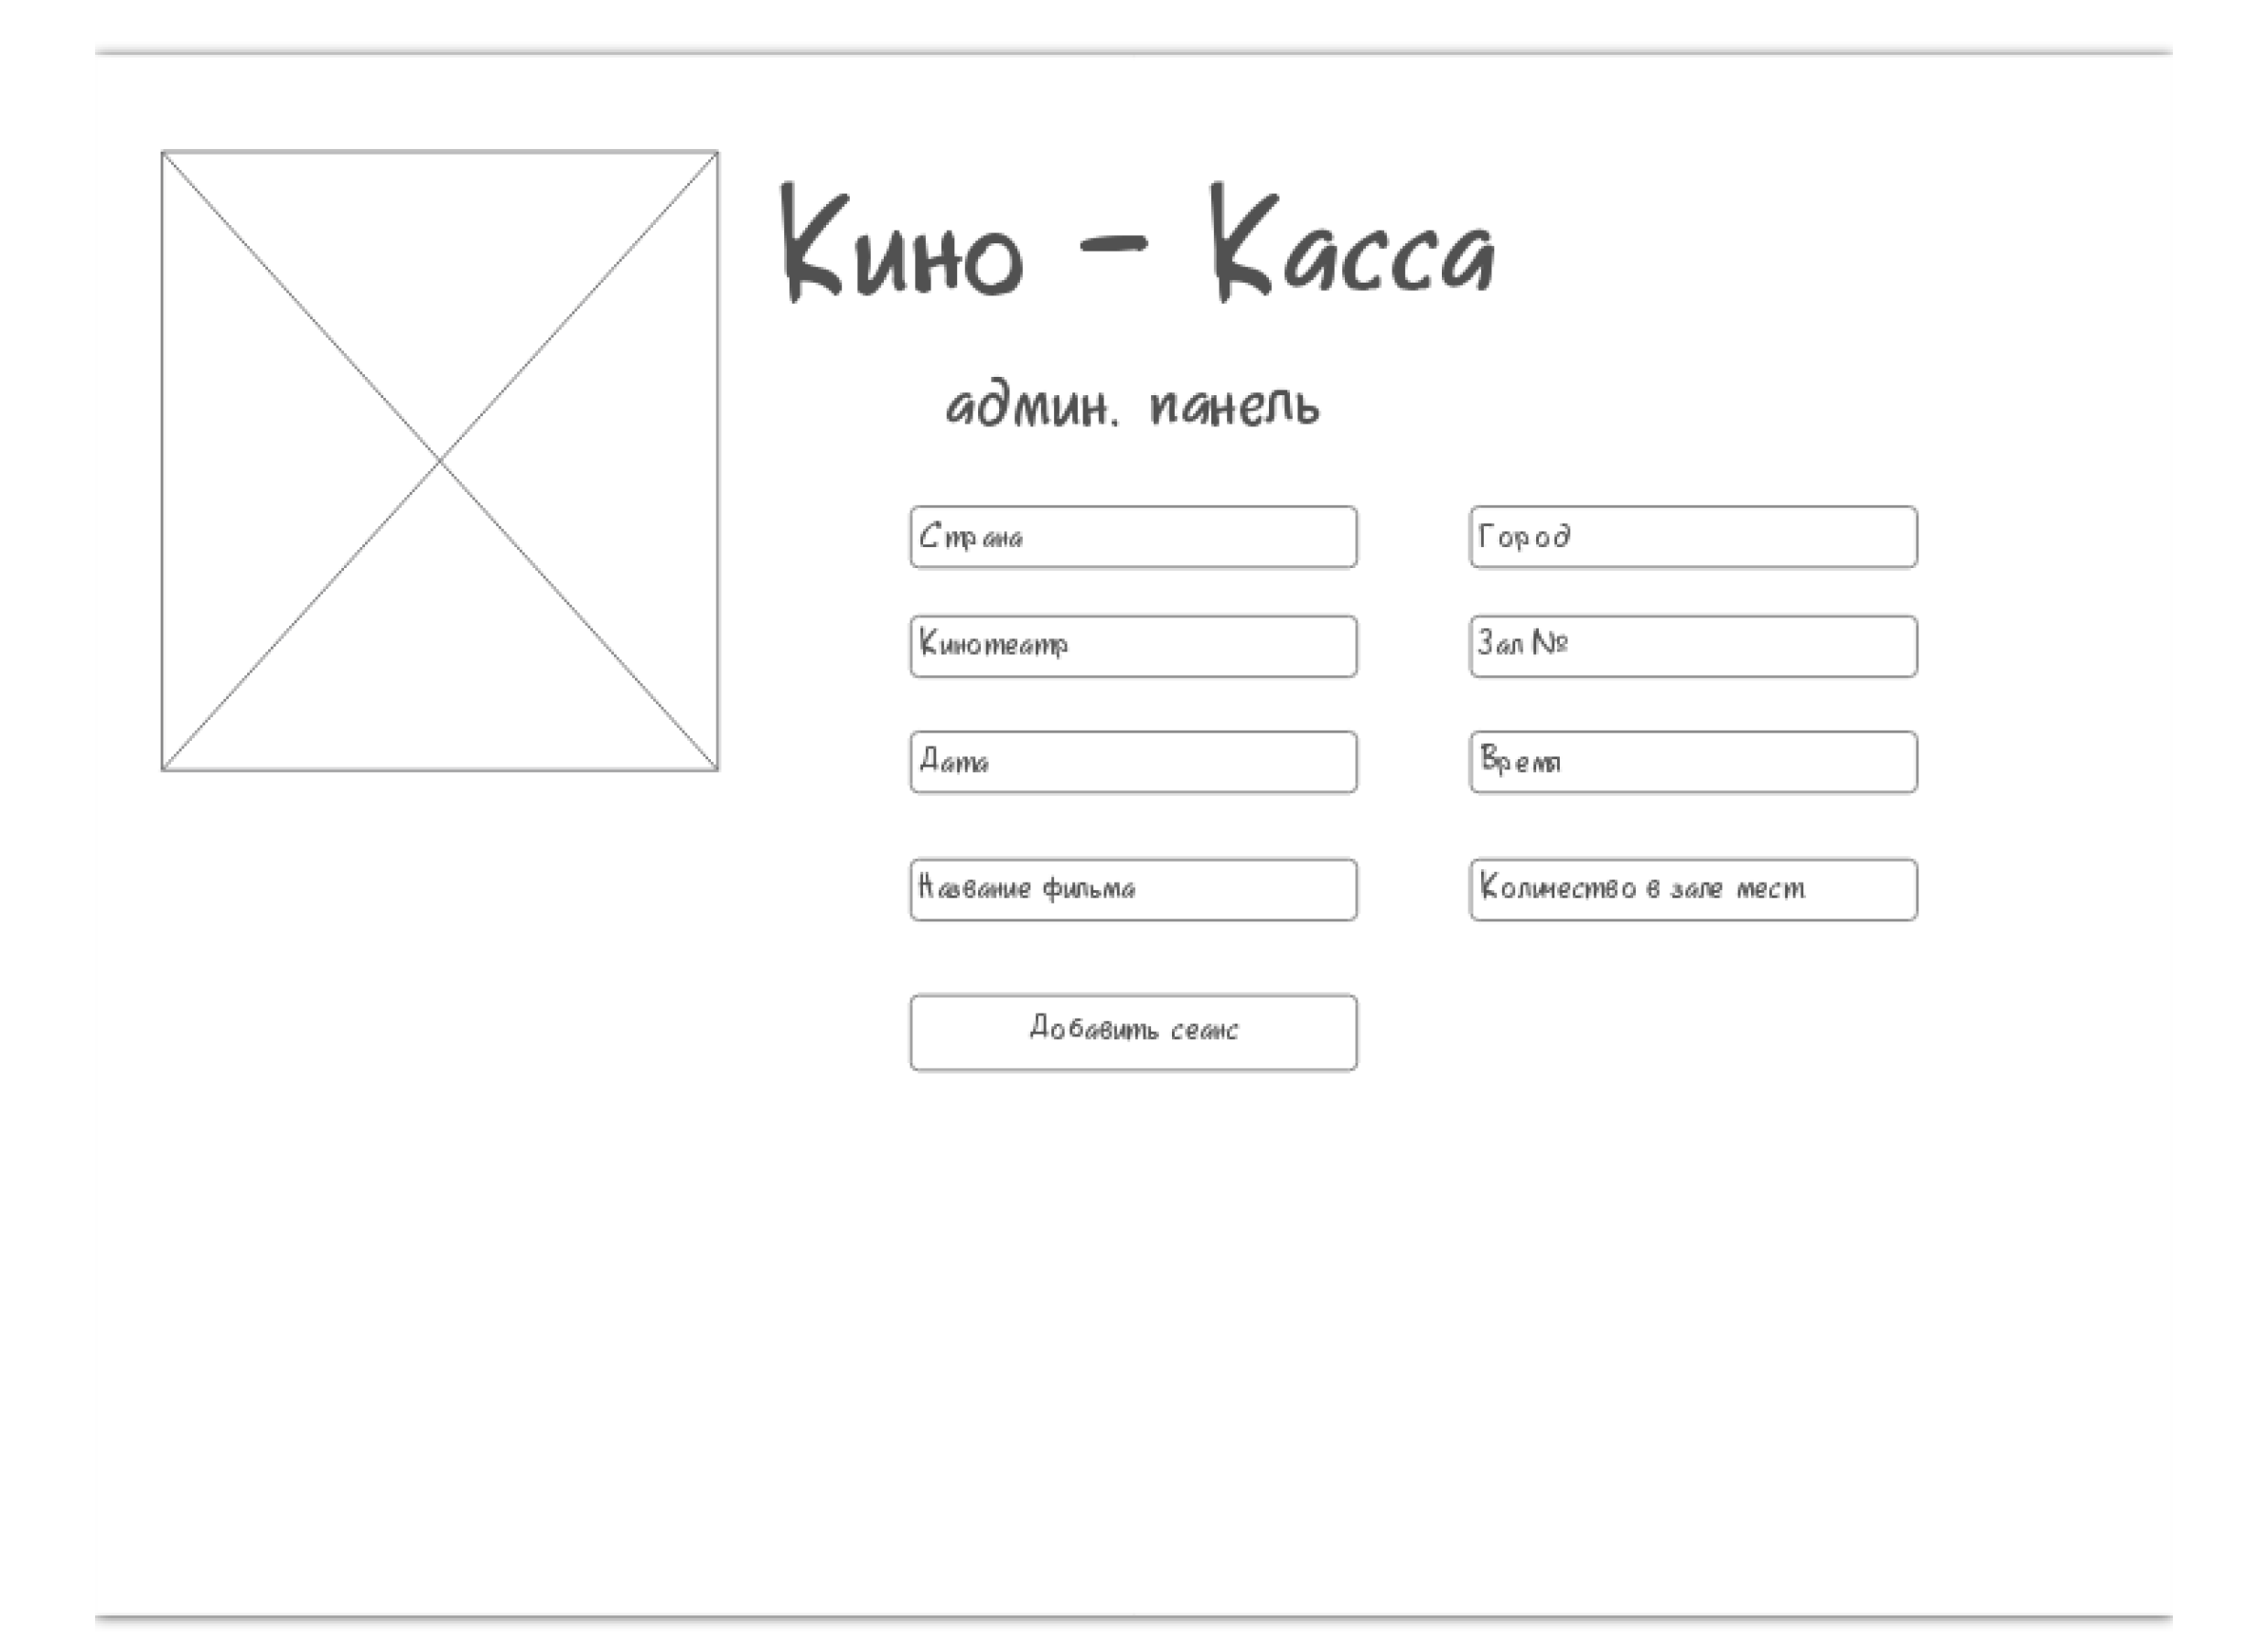 Кино - Касса
админ. панель
Страна
Город
Кинотеатр
Зал №
Дата
Время
Название фильма
Количество в зале мест
Добавить сеанс